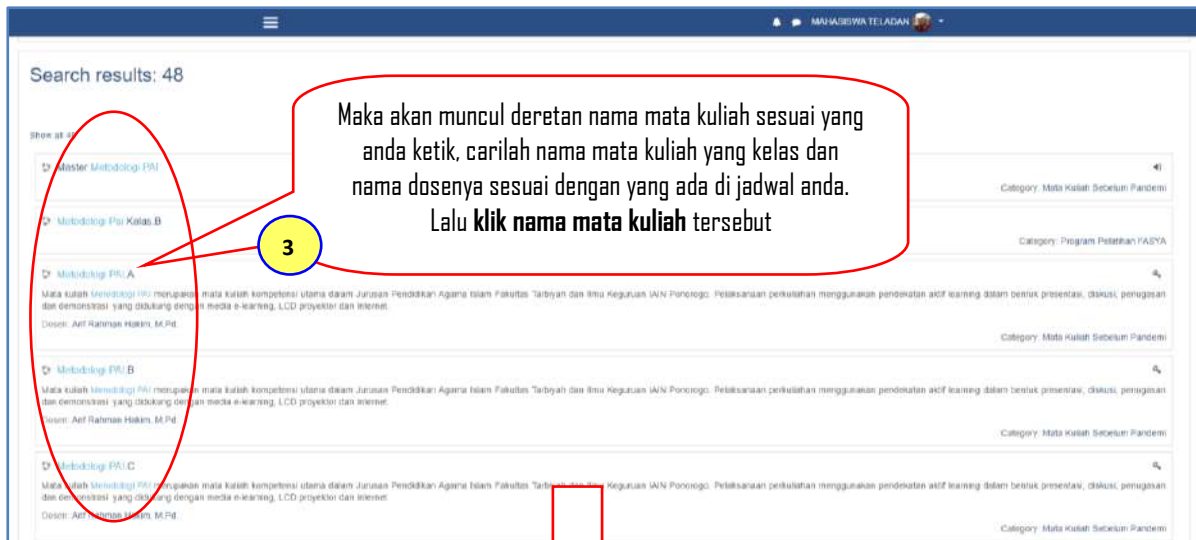 MAHASISWA TELADAN
Search results: 48
Maka akan muncul deretan nama mata kuliah sesuai yang
anda ketik, carilah nama mata kuliah yang kelas dan
nama dosenya sesuai dengan yang ada di jadwal anda.
Lalu klik nama mata kuliah tersebut
3
Show all 48
Master Metodologi PAI
Category: Mata Kuliah Sebelum Pandemi
Metodologi Pai Kelas B
Category: Program Pelatihan FASYA
Metodologi PAI.A
Mata kuliah Metodologi PAI merupakan mata kuliah kompetensi utama dalam Jurusan Pendidikan Agama Islam Fakultas Tarbiyah dan Ilmu Keguruan IAIN Ponorogo. Pelaksanaan perkuliahan menggunakan pendekatan aktif learning dalam bentuk presentasi, diskusi, penugasan
dan demonstrasi yang didukung dengan media e-learning, LCD proyektor dan internet.
Dosen: Arif Rahman Hakim, M.Pd.
Category: Mata Kuliah Sebelum Pandemi
Metodologi PAI.B
Mata kuliah Metodologi PAI merupakan mata kuliah kompetensi utama dalam Jurusan Pendidikan Agama Islam Fakultas Tarbiyah dan Ilmu Keguruan IAIN Ponorogo. Pelaksanaan perkuliahan menggunakan pendekatan aktif learning dalam bentuk presentasi, diskusi, penugasan
dan demonstrasi yang didukung dengan media e-learning, LCD proyektor dan internet.
Dosen: Arif Rahman Hakim, M.Pd.
Category: Mata Kuliah Sebelum Pandemi
Metodologi PAI.C
Mata kuliah Metodologi PAI merupakan mata kuliah kompetensi utama dalam Jurusan Pendidikan Agama Islam Fakultas Tarbiyah dan Ilmu Keguruan IAIN Ponorogo. Pelaksanaan perkuliahan menggunakan pendekatan aktif learning dalam bentuk presentasi, diskusi, penugasan
dan demonstrasi yang didukung dengan media e-learning, LCD proyektor dan internet.
Dosen: Arif Rahman Hakim, M.Pd.
Category: Mata Kuliah Sebelum Pandemi